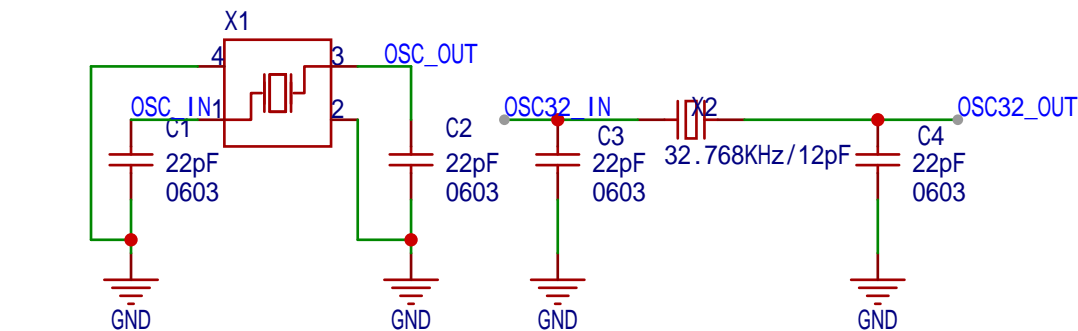 X1
4
3
OSC_OUT
OSC_IN
1
2
C1
22pF
0603
C2
22pF
0603
GND
GND
OSC32_IN
X2
OSC32_OUT
C3
22pF
0603
32.768KHz/12pF
C4
22pF
0603
GND
GND